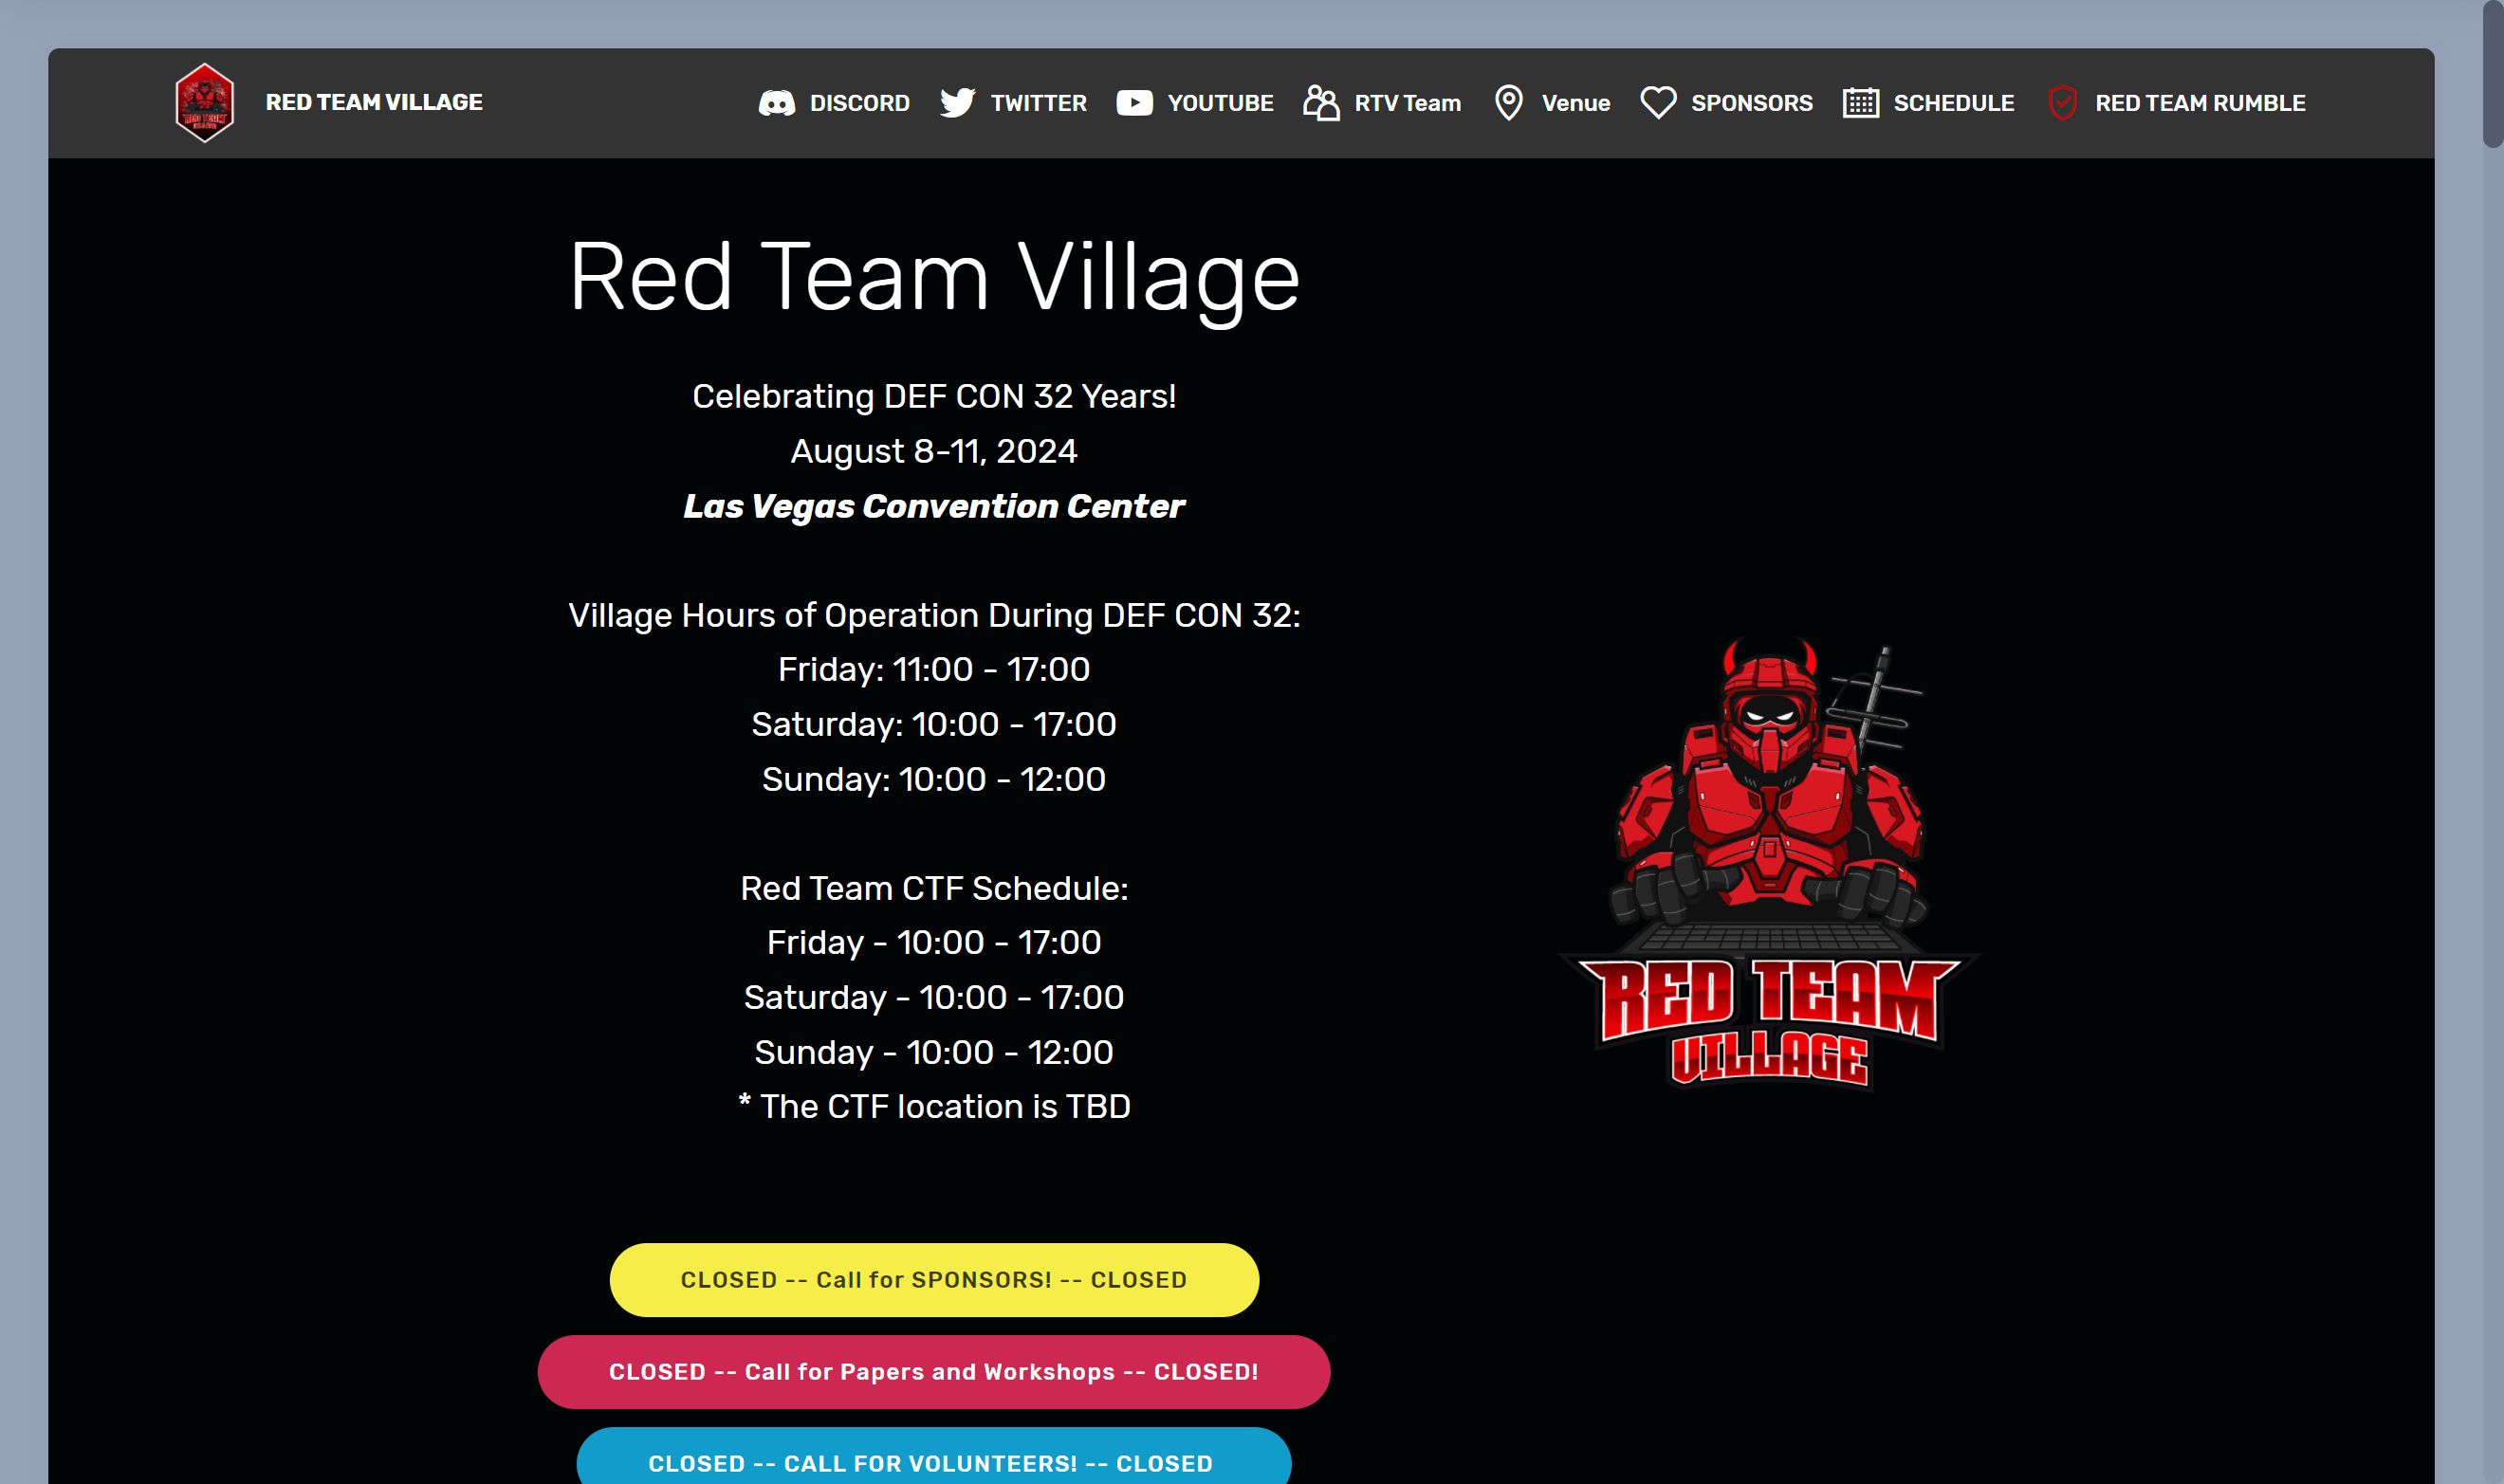 RED TEAM VILLAGE
DISCORD
TWITTER
YOUTUBE
RTV Team
Venue
SPONSORS
SCHEDULE
RED TEAM RUMBLE
Red Team Village
Celebrating DEF CON 32 Years!
August 8-11, 2024
Las Vegas Convention Center
Village Hours of Operation During DEF CON 32:
Friday: 11:00 - 17:00
Saturday: 10:00 - 17:00
Sunday: 10:00 - 12:00
Red Team CTF Schedule:
Friday - 10:00 - 17:00
Saturday - 10:00 - 17:00
Sunday - 10:00 - 12:00
* The CTF location is TBD
RED TEAM
VILLAGE
CLOSED -- Call for SPONSORS! -- CLOSED
CLOSED -- Call for Papers and Workshops -- CLOSED!
CLOSED -- CALL FOR VOLUNTEERS! -- CLOSED